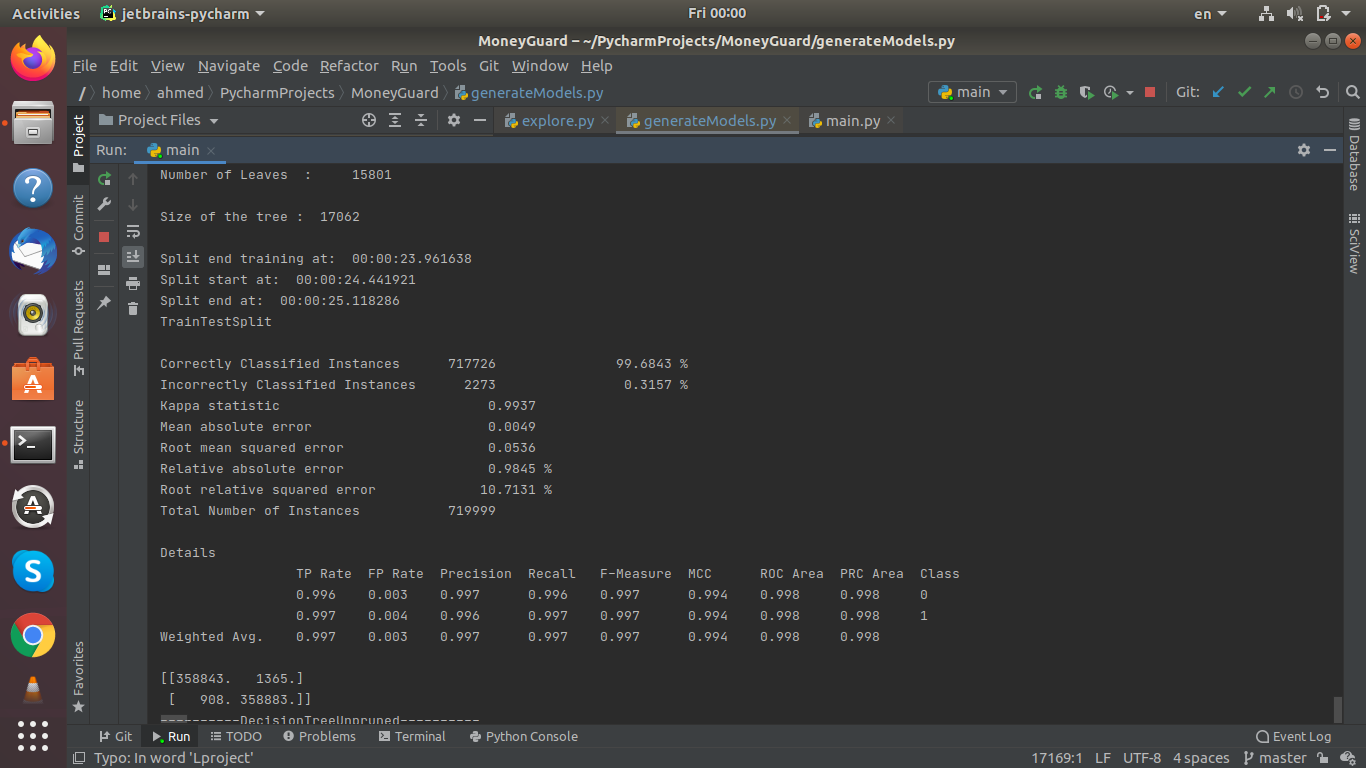 Activities jetbrains-pycharm Fri 00:00 en
MoneyGuard – ~/PycharmProjects/MoneyGuard/generateModels.py
File Edit View Navigate Code Refactor Run Tools Git Window Help
/ home ahmed PycharmProjects MoneyGuard generateModels.py main Git:
Project Files explore.py generateModels.py main.py
Run: main
Project
Commit
Pull Requests
Structure
Favorites
Database
SciView
Number of Leaves : 15801
Size of the tree : 17062
Split end training at: 00:00:23.961638
Split start at: 00:00:24.441921
Split end at: 00:00:25.118286
TrainTestSplit
Correctly Classified Instances 717726 99.6843 %
Incorrectly Classified Instances 2273 0.3157 %
Kappa statistic 0.9937
Mean absolute error 0.0049
Root mean squared error 0.0536
Relative absolute error 0.9845 %
Root relative squared error 10.7131 %
Total Number of Instances 719999
Details
TP Rate FP Rate Precision Recall F-Measure MCC ROC Area PRC Area Class
0.996 0.003 0.997 0.996 0.997 0.994 0.998 0.998 0
0.997 0.004 0.996 0.997 0.997 0.994 0.998 0.998 1
Weighted Avg. 0.997 0.003 0.997 0.997 0.997 0.994 0.998 0.998
[[358843. 1365.]
[ 908. 358883.]]
----------DecisionTreeUnpruned----------
Git Run TODO Problems Terminal Python Console Event Log
Typo: In word 'Lproject' 17169:1 LF UTF-8 4 spaces master